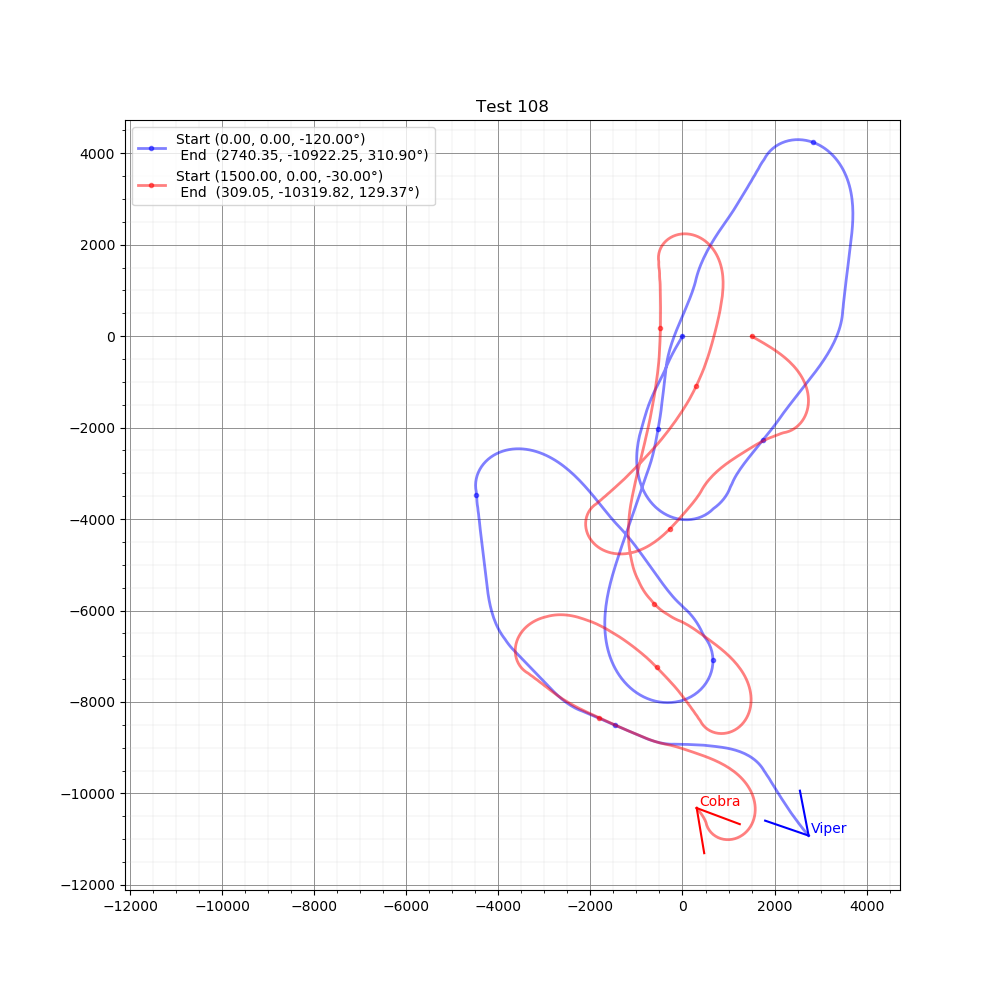 Test 108
Start (0.00, 0.00, -120.00°)
End (2740.35, -10922.25, 310.90°)
Start (1500.00, 0.00, -30.00°)
End (309.05, -10319.82, 129.37°)
4000
2000
0
−2000
−4000
−6000
−8000
−10000
−12000
Cobra
Viper
−12000 −10000 −8000 −6000 −4000 −2000 0 2000 4000